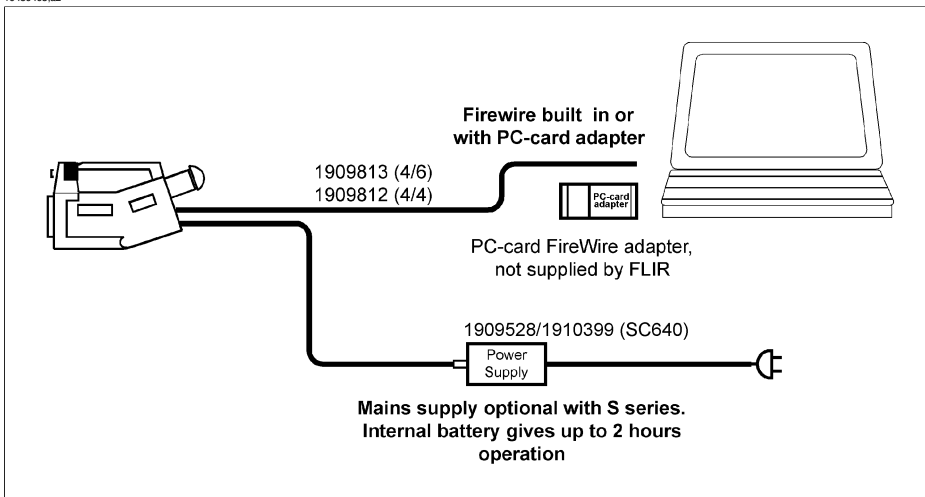 Firewire built in or
with PC-card adapter
1909813 (4/6)
1909812 (4/4)
PC-card
adapter
PC-card FireWire adapter,
not supplied by FLIR
1909528/1910399 (SC640)
Power
Supply
Mains supply optional with S series.
Internal battery gives up to 2 hours
operation